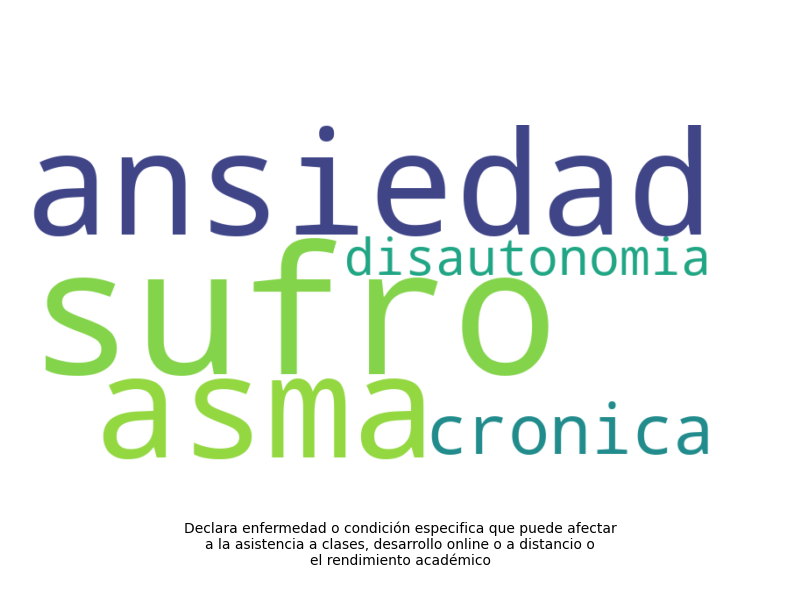 ansiedad
disautonomia
sufro
asma
cronica
Declara enfermedad o condición especifica que puede afectar
a la asistencia a clases, desarrollo online o a distancio o
el rendimiento académico